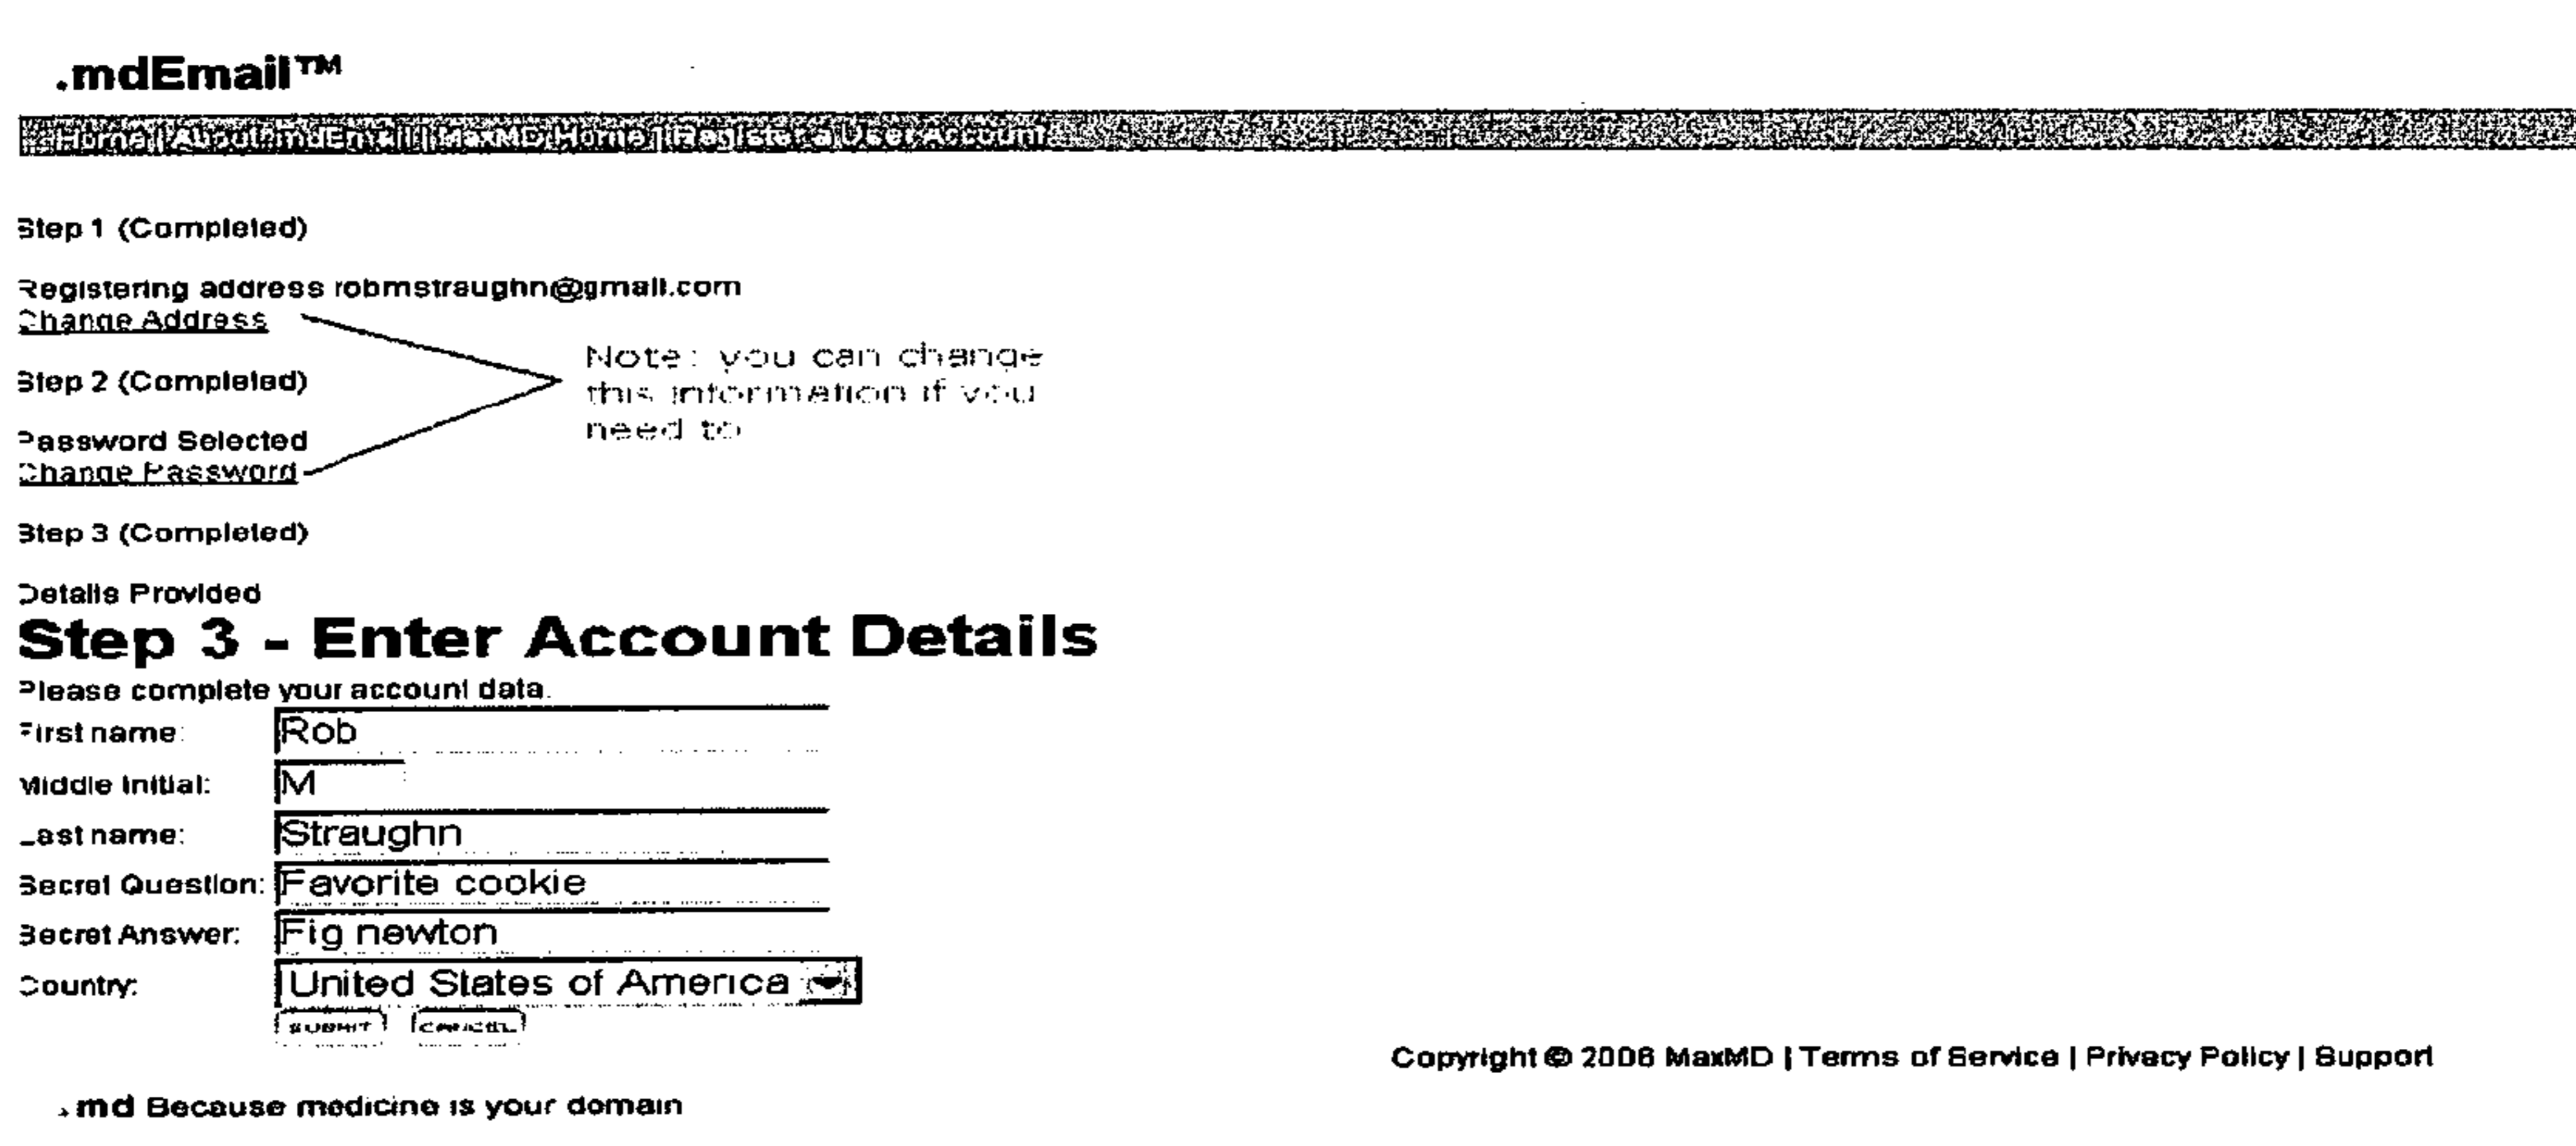 .mdEmail™
Home | About .mdEmail | MaxMD Home | Register a User Account
Step 1 (Completed)
Registering address robmstraughn@gmail.com
Change Address
Note: you can change
this information if you
need to
Step 2 (Completed)
Password Selected
Change Password
Step 3 (Completed)
Details Provided
Step 3 - Enter Account Details
Please complete your account data.
First name: Rob
Middle Initial: M
Last name: Straughn
Secret Question: Favorite cookie
Secret Answer: Fig newton
Country: United States of America
SUBMIT CANCEL
Copyright © 2006 MaxMD | Terms of Service | Privacy Policy | Support
.md Because medicine is your domain